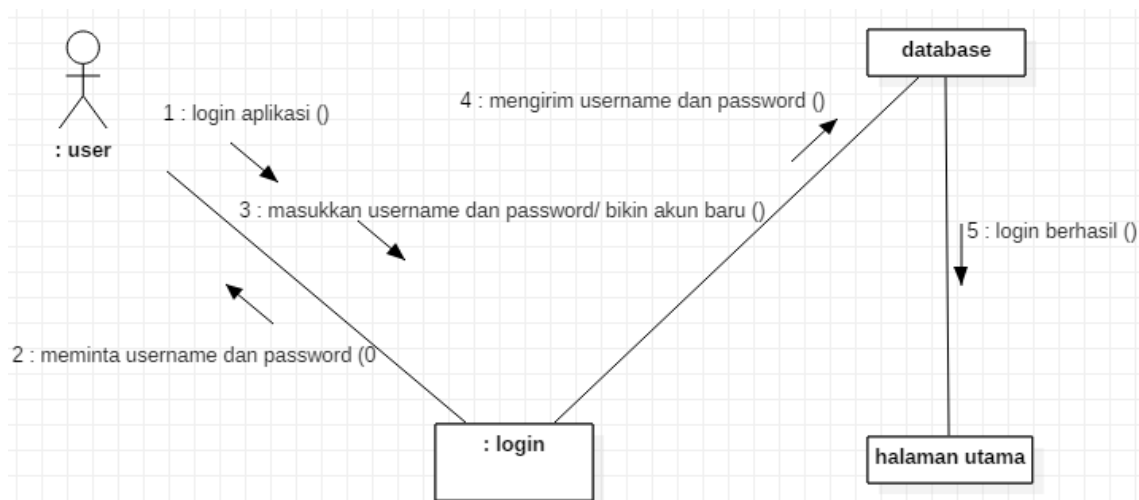 database
4 : mengirim username dan password ()
1 : login aplikasi ()
: user
3 : masukkan username dan password/ bikin akun baru ()
5 : login berhasil ()
2 : meminta username dan password (0
: login
halaman utama